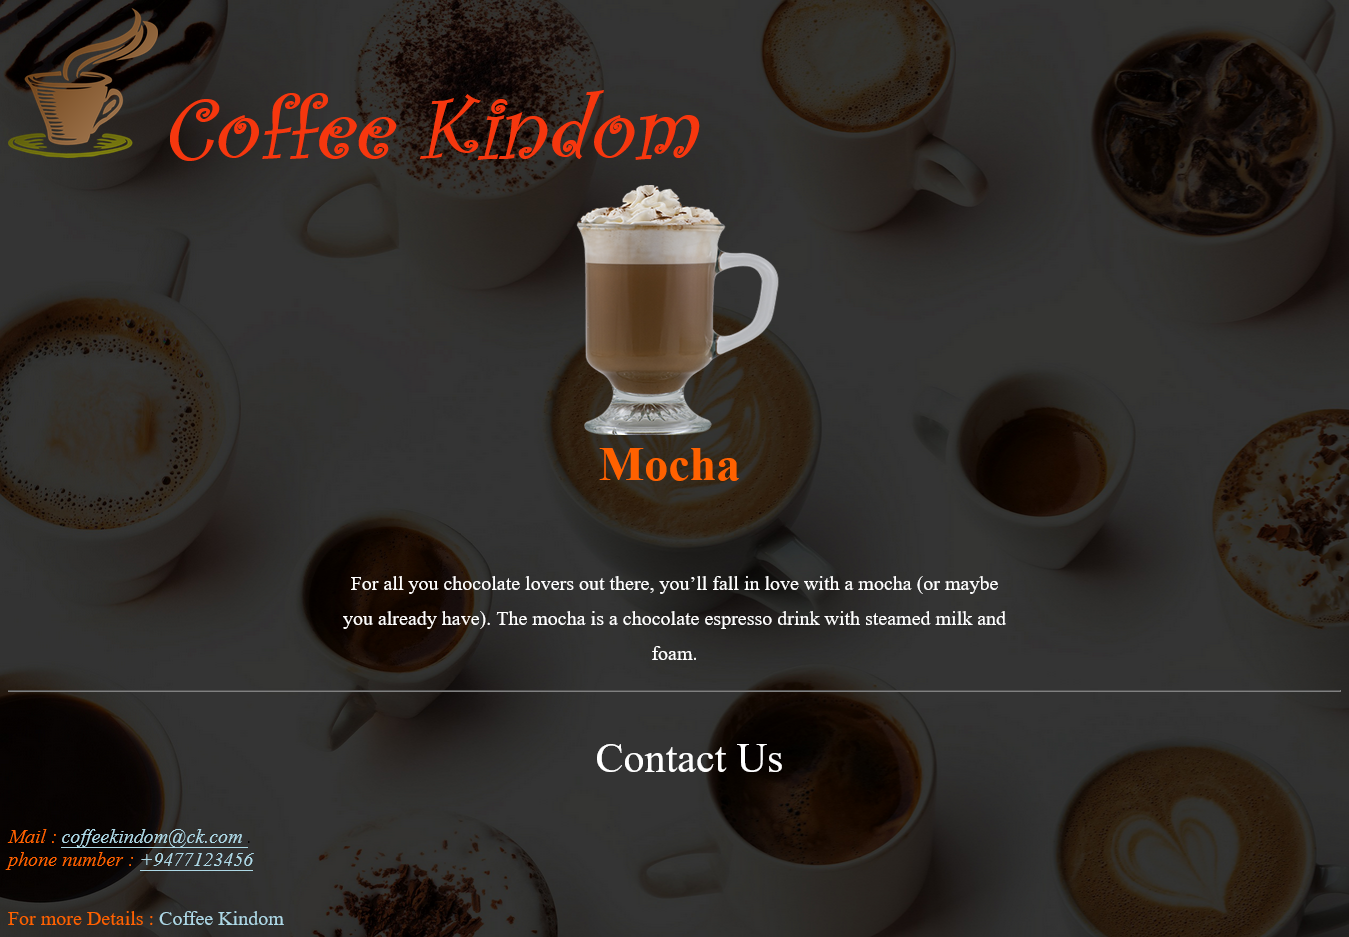 Coffee Kindom
Mocha
For all you chocolate lovers out there, you’ll fall in love with a mocha (or maybe
you already have). The mocha is a chocolate espresso drink with steamed milk and
foam.
Contact Us
Mail : coffeekindom@ck.com
phone number : +9477123456
For more Details : Coffee Kindom